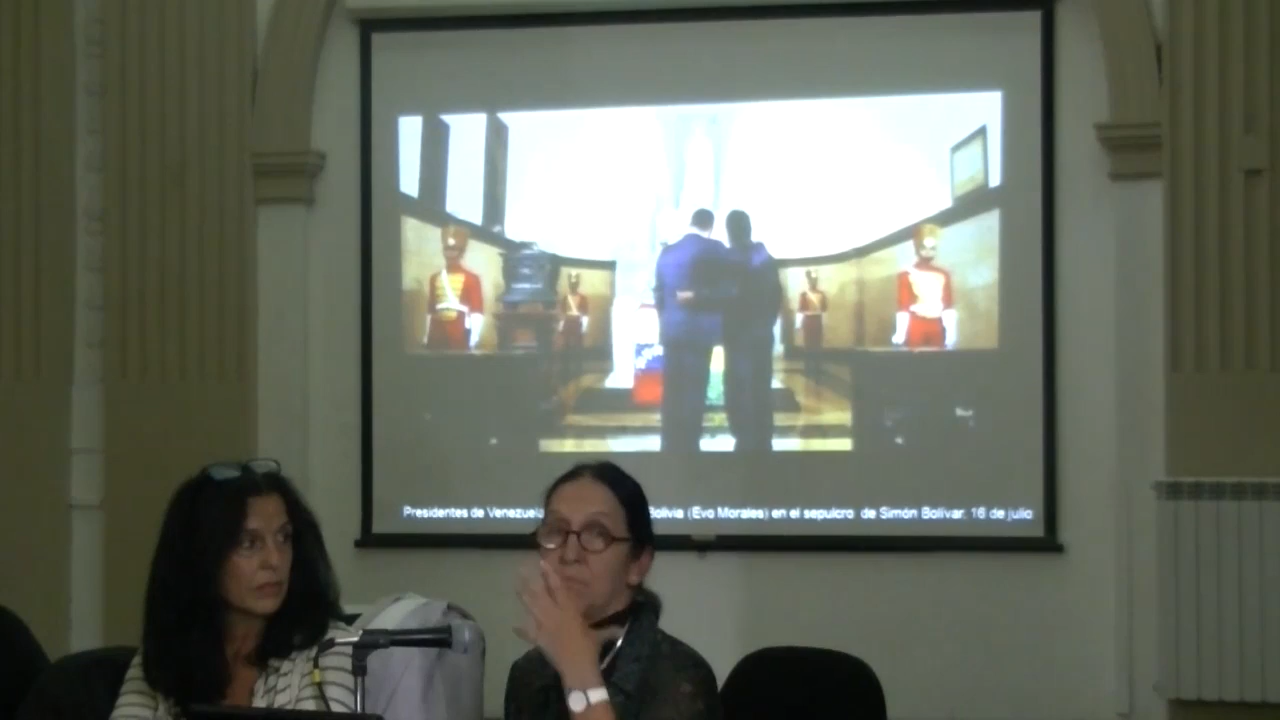 Presidentes de Venezuela Bolivia (Evo Morales) en el sepulcro de Simón Bolívar. 16 de julio